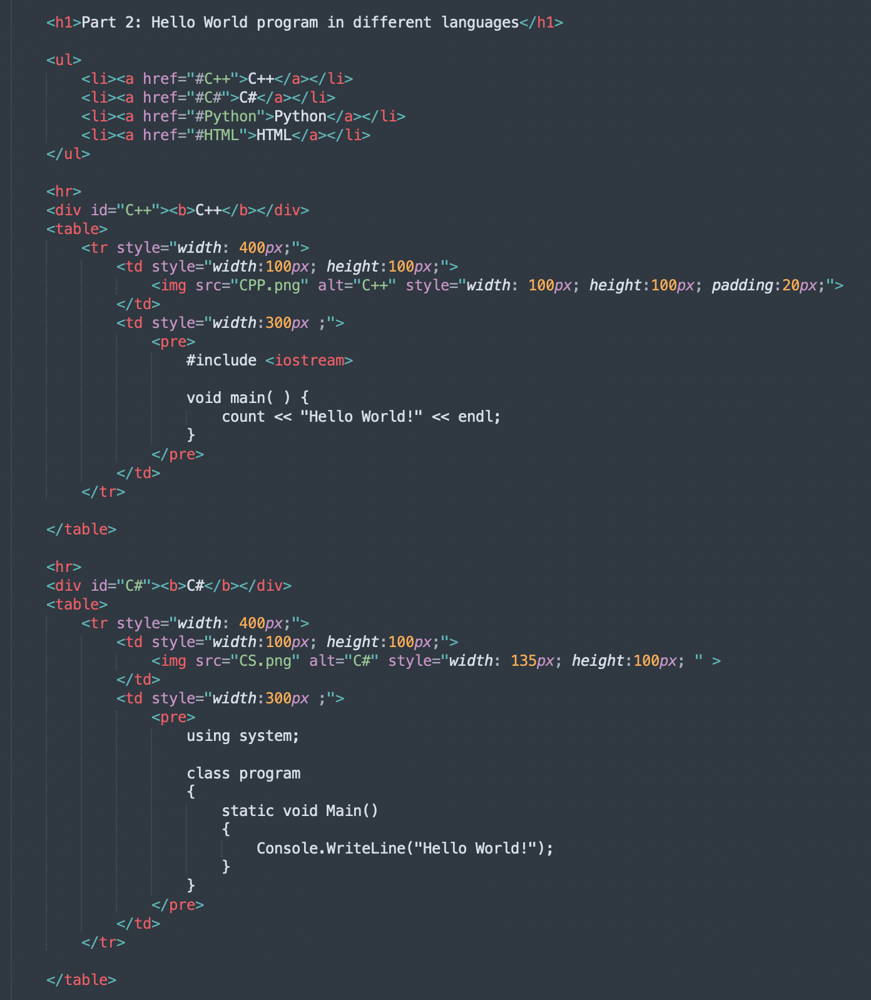 <h1>Part 2: Hello World program in different languages</h1>
<ul>
<li><a href="#C++">C++</a></li>
<li><a href="#C#">C#</a></li>
<li><a href="#Python">Python</a></li>
<li><a href="#HTML">HTML</a></li>
</ul>
<hr>
<div id="C++"><b>C++</b></div>
<table>
<tr style="width: 400px;">
<td style="width:100px; height:100px;">
<img src="CPP.png" alt="C++" style="width: 100px; height:100px; padding:20px;">
</td>
<td style="width:300px ;">
<pre>
#include <iostream>
void main( ) {
count << "Hello World!" << endl;
}
</pre>
</td>
</tr>
</table>
<hr>
<div id="C#"><b>C#</b></div>
<table>
<tr style="width: 400px;">
<td style="width:100px; height:100px;">
<img src="CS.png" alt="C#" style="width: 135px; height:100px; " >
</td>
<td style="width:300px ;">
<pre>
using system;
class program
{
static void Main()
{
Console.WriteLine("Hello World!");
}
}
</pre>
</td>
</tr>
</table>